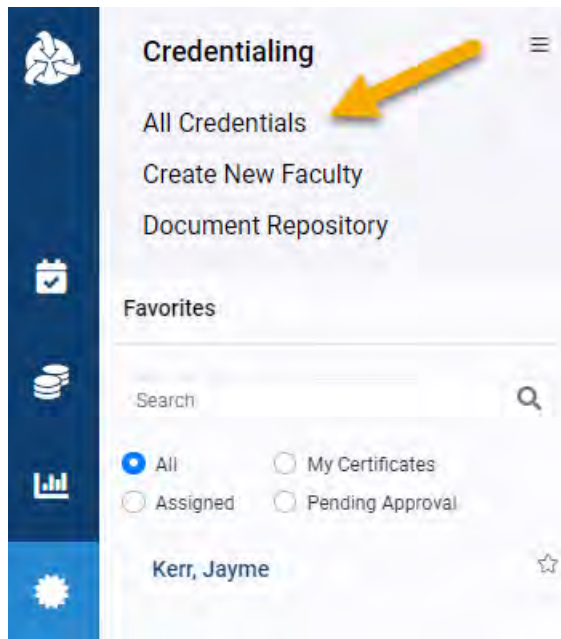 Credentialing
All Credentials
Create New Faculty
Document Repository
Favorites
Search
All My Certificates
Assigned Pending Approval
Kerr, Jayme